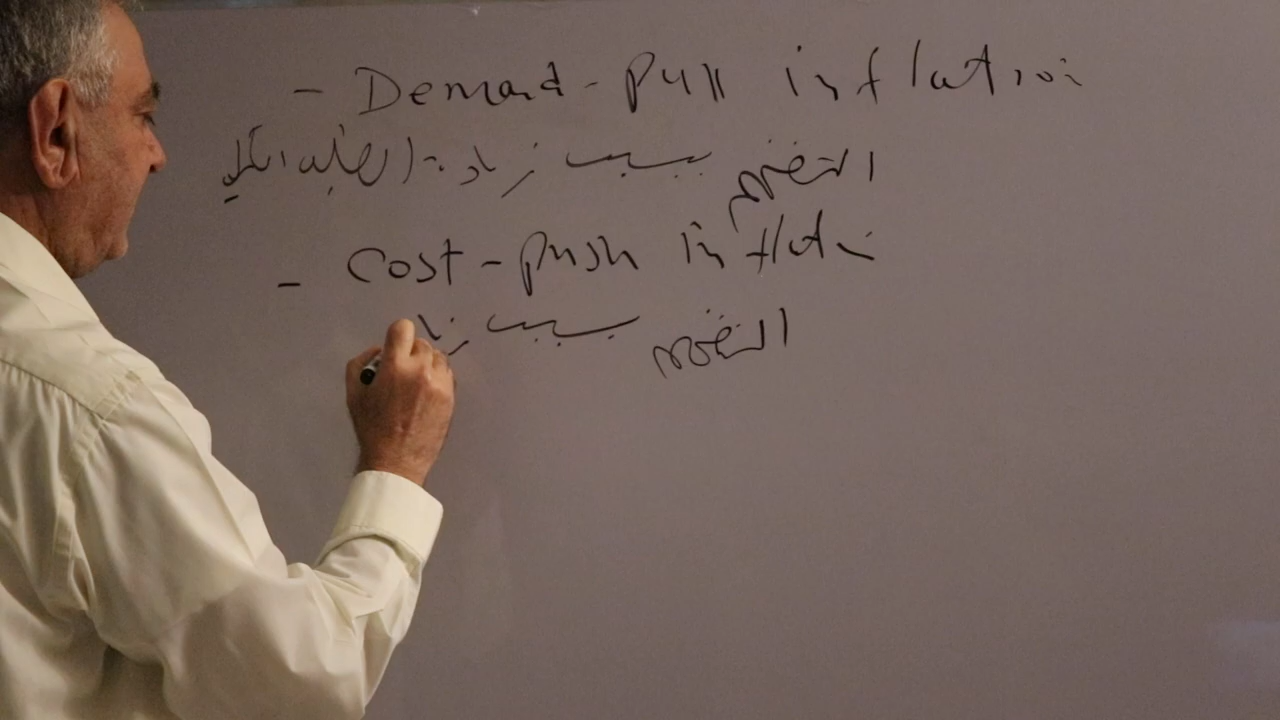 - Demand-pull inflation
التضخم بسبب زيادة الطلب الكلي
- Cost-push inflation
التضخم بسبب